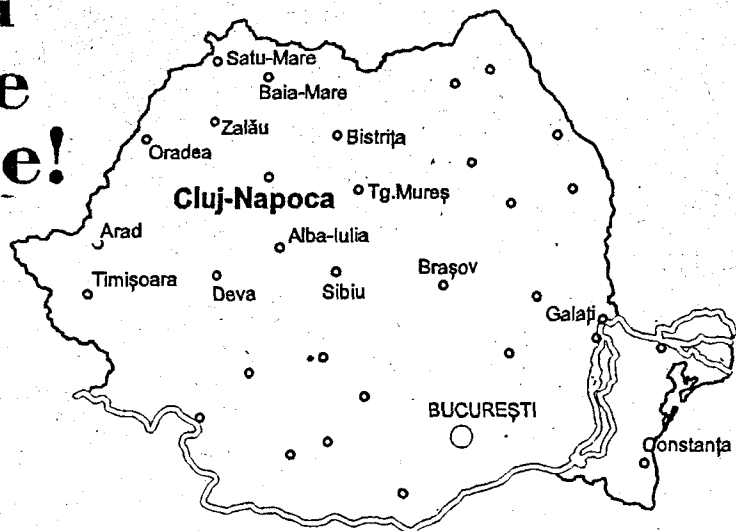 e!
Satu-Mare
Baia-Mare
Zalău
Bistrița
Oradea
Cluj-Napoca
Tg.Mureș
Arad
Alba-Iulia
Timișoara
Deva
Sibiu
Brașov
Galați
BUCUREȘTI
Constanța